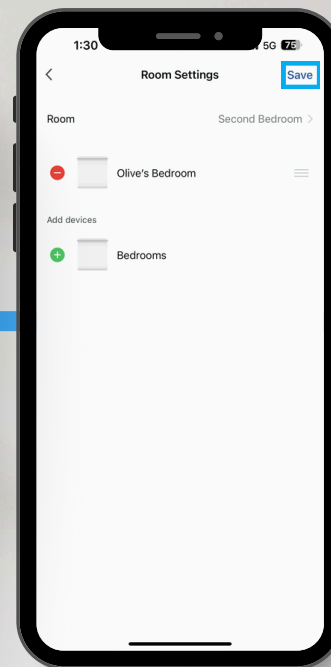 1:30
5G 75
Room Settings
Save
Room
Second Bedroom
Olive's Bedroom
Add devices
Bedrooms